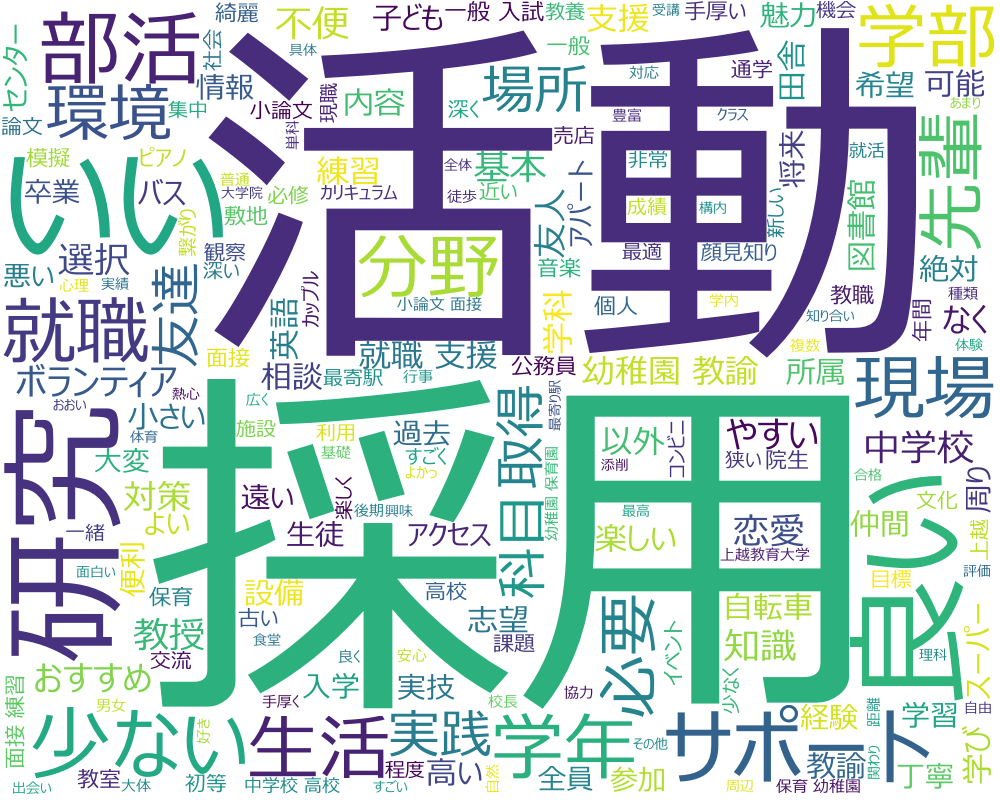 綺麗
社会
部活
センター
論文
環境
情報
集中
具体
小論文
現職
不便
子ども
一般
入試
教養
支援
受講
手厚い
魅力
機会
学部
一般
対応
通学
田舎
希望
可能
あまり
場所
内容
深く
売店
豊富
クラス
活動
いい
模擬
ピアノ
卒業
バス
普通
大学院
必修
繋がり
敷地
単科
練習
カリキュラム
全体
徒歩
基本
近い
友人
アパート
非常
成績
構内
将来
新しい
就活
図書館
先輩
選択
観察
深い
悪い
心理
実績
友達
分野
小論文 面接
音楽
最適
顔見知り
個人
教職
学内
知り合い
絶対
種類
年間
なく
体験
複数
就職
面接
英語
カップル
就職 支援
学科
公務員
幼稚園 教諭
所属
現場
ボランティア
熱心
相談
最寄駅
行事
おおい
小さい
体育
広く
施設
利用
基礎
過去
すごく
よかっ
科目
取得
最寄り駅
幼稚園 保育園
以外
添削
コンビニ
やすい
狭い
院生
中学校
合格
周り
研究
大変
対策
よい
遠い
楽しく
後期
興味
生徒
アクセス
採用
最高
楽しい
恋愛
上越教育大学
仲間
文化
上越
良い
一緒
便利
面白い
保育
設備
古い
高校
志望
課題
必要
自転車
知識
目標
評価
教授
交流
食堂
良く
安心
おすすめ
入学
実技
手厚く
校長
協力
イベント
少なく
スーパー
理科
自由
面接 練習
男女
少ない
好き
生活
実践
学年
その他
サポート
経験
距離
学習
学び
出会い
教室
大体
初等
中学校 高校
程度
すごい
高い
自然
全員
参加
周辺
教諭
保育 幼稚園
関わり
丁寧